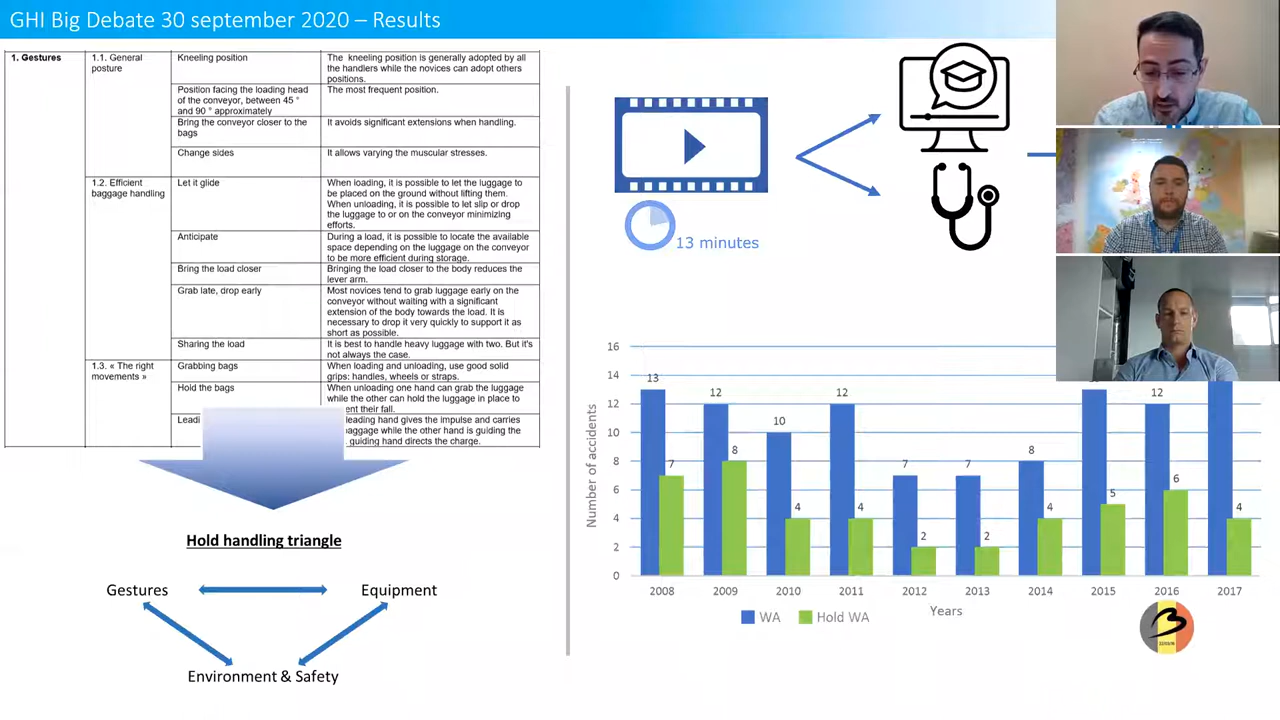 GHI Big Debate 30 september 2020 – Results
1. Gestures
1.1. General
posture
Kneeling position
The kneeling position is generally adopted by all
the handlers while the novices can adopt others
positions.
Position facing the loading head
of the conveyor, between 45 °
and 90 ° approximately
The most frequent position.
Bring the conveyor closer to the
bags
It avoids significant extensions when handling.
Change sides
It allows varying the muscular stresses.
1.2. Efficient
baggage handling
Let it glide
When loading, it is possible to let the luggage to
be placed on the ground without lifting them.
When unloading, it is possible to let slip or drop
the luggage to or on the conveyor minimizing
efforts.
Anticipate
During a load, it is possible to locate the available
space depending on the luggage on the conveyor
to be more efficient during storage.
Bring the load closer
Bringing the load closer to the body reduces the
lever arm.
Grab late, drop early
Most novices tend to grab luggage early on the
conveyor without waiting with a significant
extension of the body towards the load. It is
necessary to drop it very quickly to support it as
short as possible.
Sharing the load
It is best to handle heavy luggage with two. But it's
not always the case.
1.3. « The right
movements »
Grabbing bags
When loading and unloading, use good solid
grips: handles, wheels or straps.
Hold the bags
When unloading one hand can grab the luggage
while the other can hold the luggage in place to
ent their fall.
Leadi
leading hand gives the impulse and carries
aggage while the other hand is guiding the
guiding hand directs the charge.
Hold handling triangle
Gestures
Equipment
Environment & Safety
13 minutes
Number of accidents
16
14
12
10
8
6
4
2
0
13
7
12
8
10
4
12
4
7
2
7
2
8
4
5
12
6
4
2008
2009
2010
2011
2012
2013
2014
2015
2016
2017
Years
WA
Hold WA